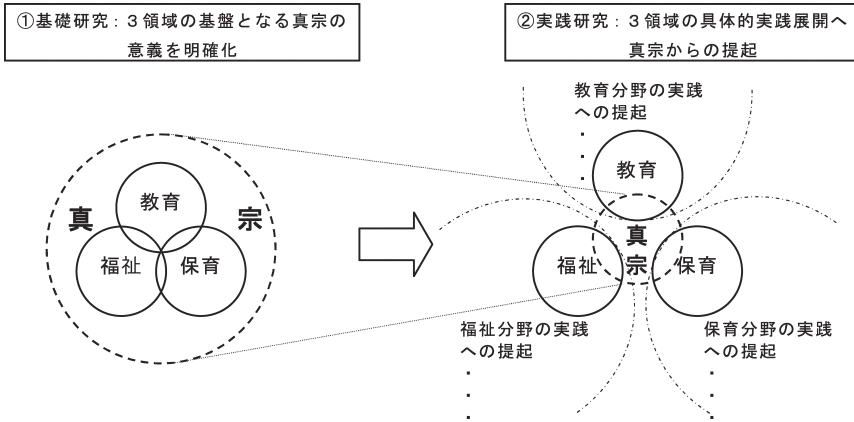 ①基礎研究：３領域の基盤となる真宗の
意義を明確化
②実践研究：３領域の具体的実践展開へ
真宗からの提起
教育
真 宗
福祉 保育
教育分野の実践
への提起
教育
真
宗
福祉 保育
福祉分野の実践
への提起
保育分野の実践
への提起